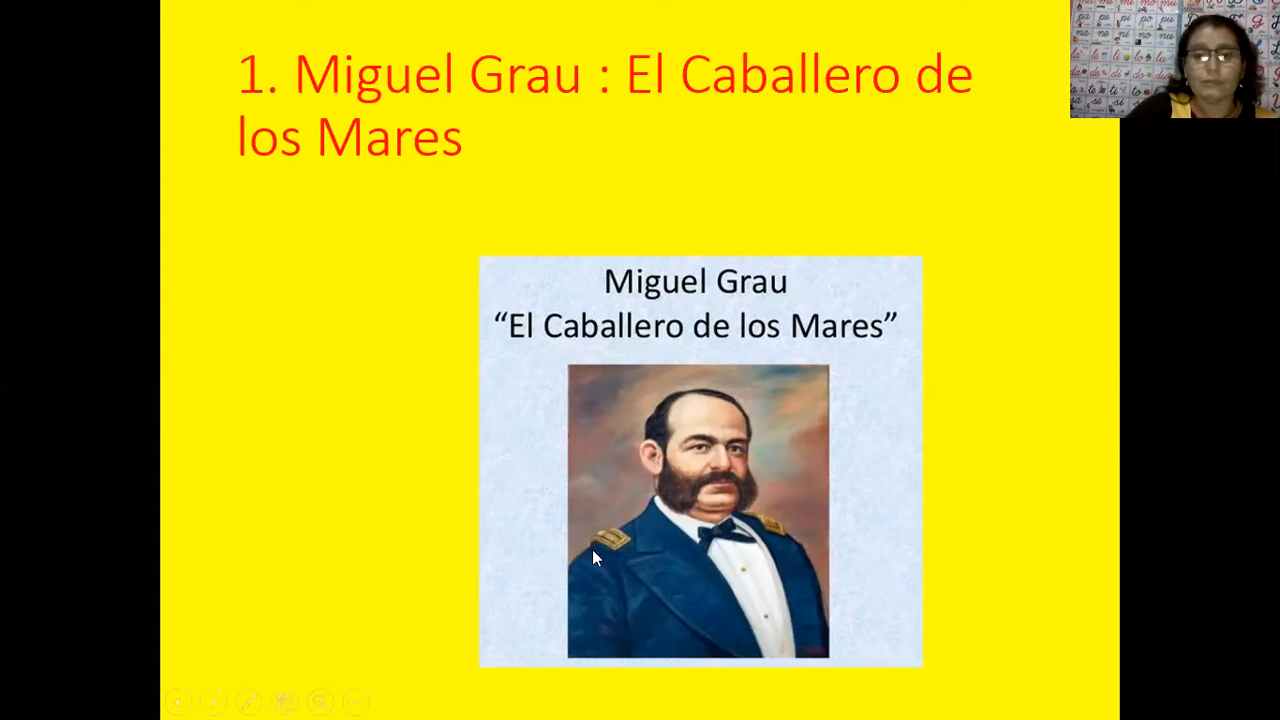 1. Miguel Grau : El Caballero de
los Mares
Miguel Grau
“El Caballero de los Mares”